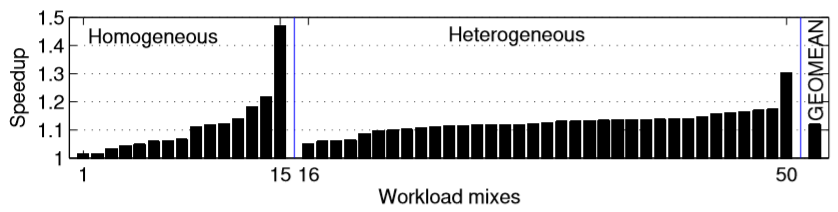 1.5
1.4
1.3
1.2
1.1
1
Speedup
Homogeneous
Heterogeneous
GEOMEAN
1 15 16 50
Workload mixes